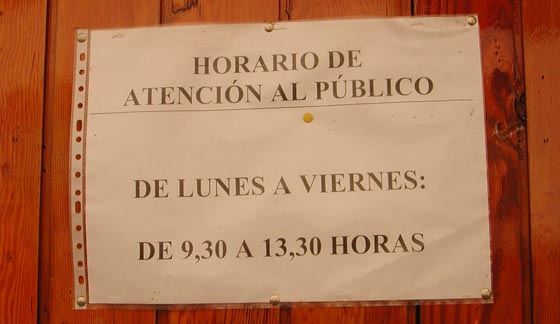 HORARIO DE
ATENCIÓN AL PÚBLICO
DE LUNES A VIERNES:
DE 9,30 A 13,30 HORAS